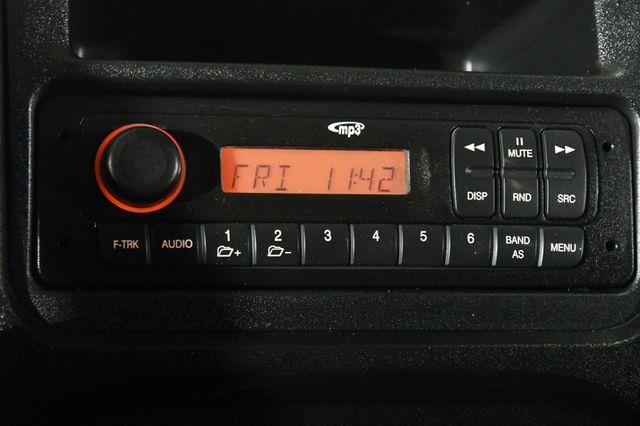 mp3
FRI 11:42
MUTE
DISP RND SRC
F-TRK AUDIO 1 + 2 – 3 4 5 6 BAND AS MENU